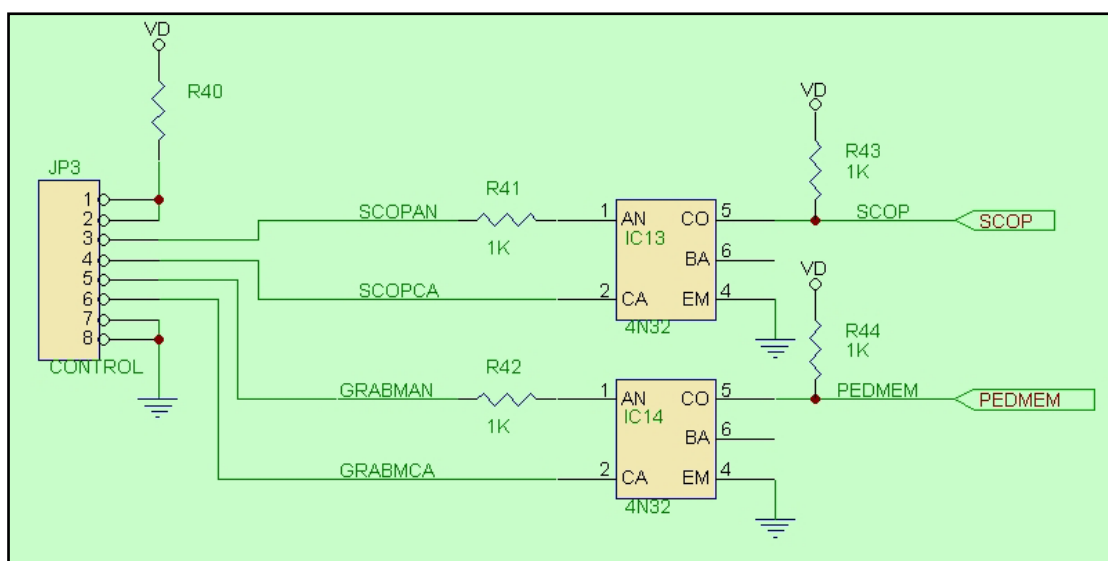 VD
R40
JP3
1
2
3
4
5
6
7
8
CONTROL
SCOPAN
R41
1K
SCOPCA
1
2
AN
CA
IC13
CO
BA
EM
5
6
4
4N32
VD
R43
1K
SCOP
SCOP
GRABMAN
R42
1K
GRABMCA
1
2
AN
CA
IC14
CO
BA
EM
5
6
4
4N32
VD
R44
1K
PEDMEM
PEDMEM